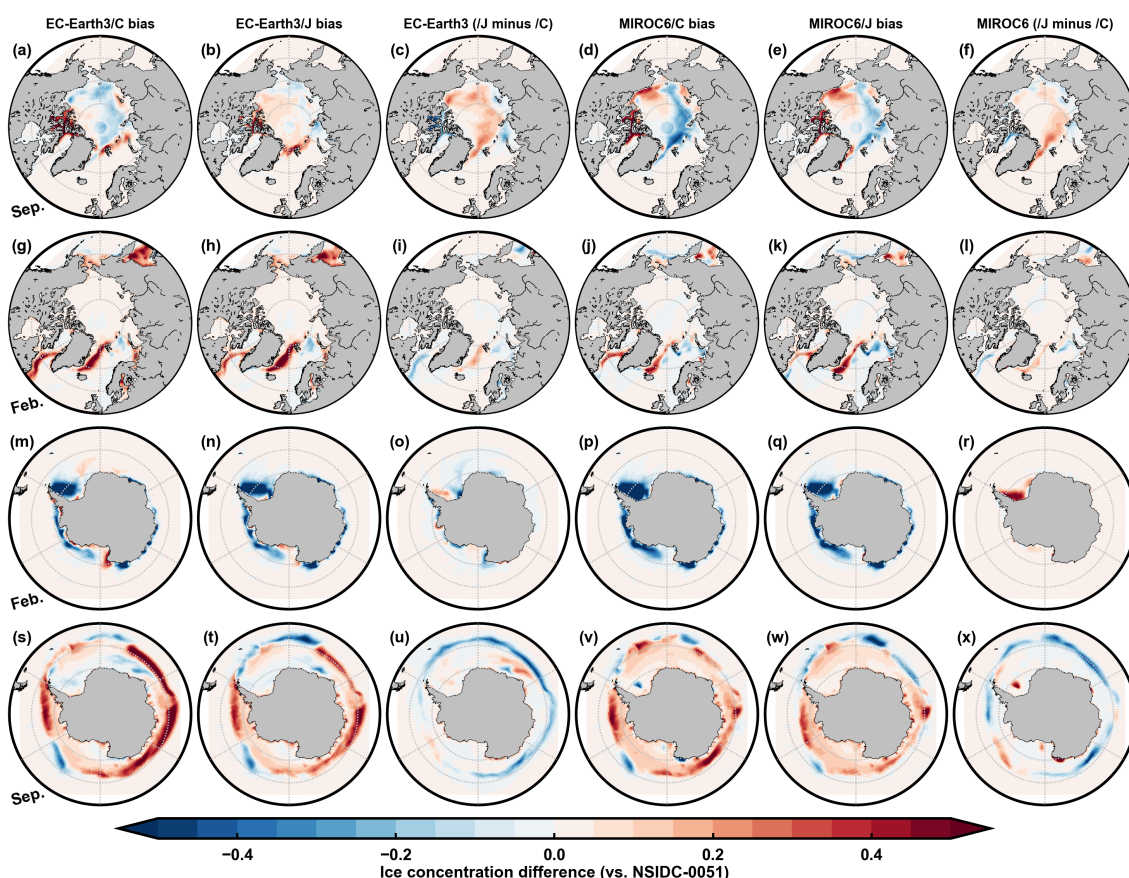 EC-Earth3/C bias EC-Earth3/J bias EC-Earth3 (/J minus /C) MIROC6/C bias MIROC6/J bias MIROC6 (/J minus /C)
(a) (b) (c) (d) (e) (f)
Sep.
(g) (h) (i) (j) (k) (l)
Feb.
(m) (n) (o) (p) (q) (r)
Feb.
(s) (t) (u) (v) (w) (x)
Sep.
−0.4 −0.2 0.0 0.2 0.4
Ice concentration difference (vs. NSIDC-0051)